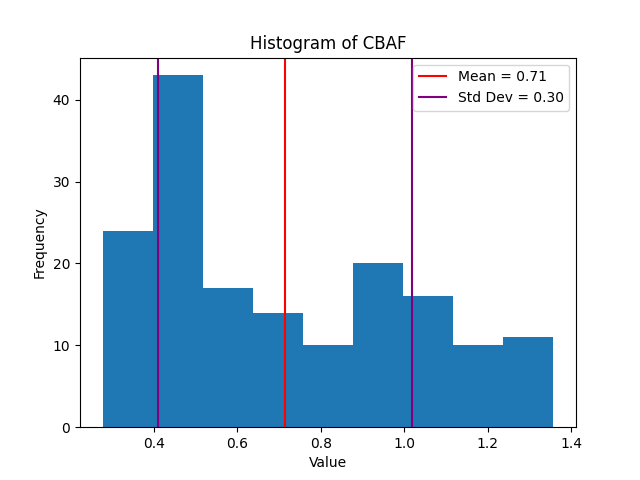 Histogram of CBAF
Mean = 0.71
Std Dev = 0.30
Frequency
40
30
20
10
0
0.4
0.6
0.8
1.0
1.2
1.4
Value